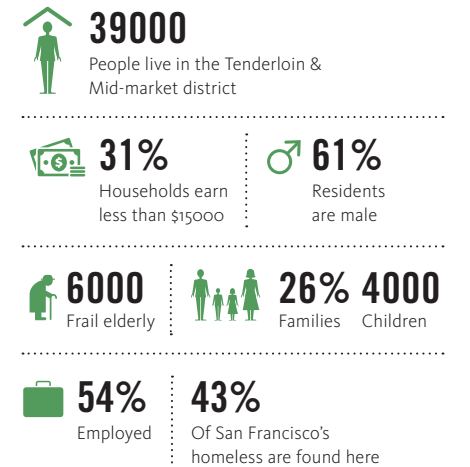 39000
People live in the Tenderloin &
Mid-market district
31%
Households earn
less than $15000
61%
Residents
are male
6000
Frail elderly
26%
Families
4000
Children
54%
Employed
43%
Of San Francisco's
homeless are found here